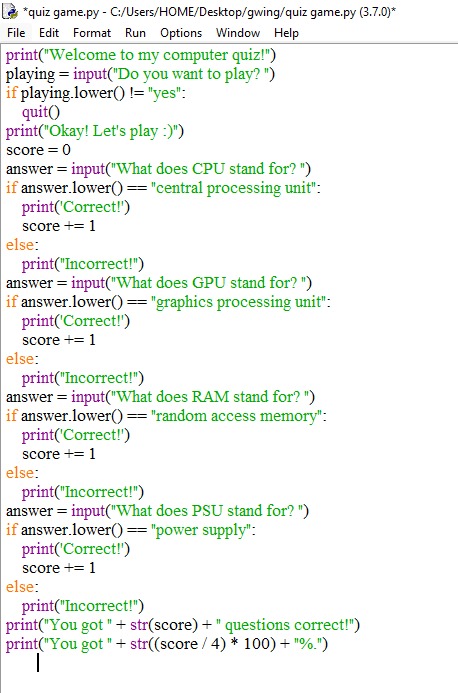 *quiz game.py - C:/Users/HOME/Desktop/gwing/quiz game.py (3.7.0)*
File Edit Format Run Options Window Help
print("Welcome to my computer quiz!")
playing = input("Do you want to play? ")
if playing.lower() != "yes":
    quit()
print("Okay! Let's play :)")
score = 0
answer = input("What does CPU stand for? ")
if answer.lower() == "central processing unit":
    print('Correct!')
    score += 1
else:
    print("Incorrect!")
answer = input("What does GPU stand for? ")
if answer.lower() == "graphics processing unit":
    print('Correct!')
    score += 1
else:
    print("Incorrect!")
answer = input("What does RAM stand for? ")
if answer.lower() == "random access memory":
    print('Correct!')
    score += 1
else:
    print("Incorrect!")
answer = input("What does PSU stand for? ")
if answer.lower() == "power supply":
    print('Correct!')
    score += 1
else:
    print("Incorrect!")
print("You got " + str(score) + " questions correct!")
print("You got " + str((score / 4) * 100) + "%.")